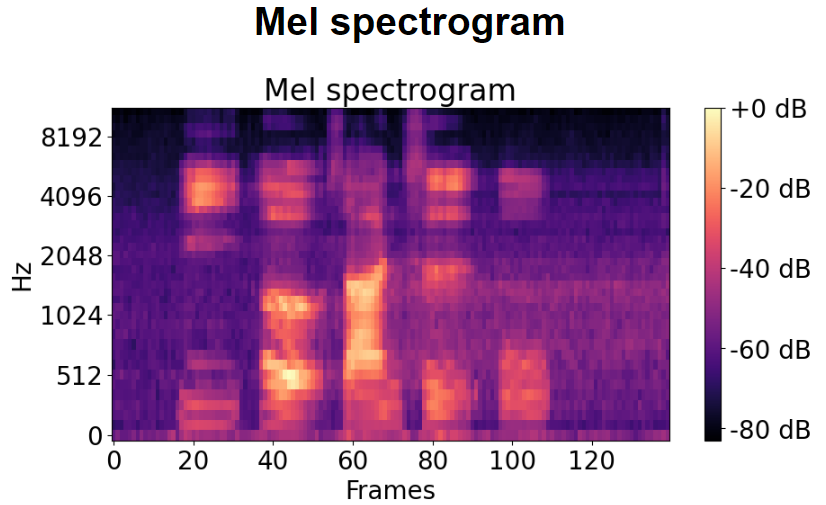 Mel spectrogram
Mel spectrogram
8192
4096
2048
1024
512
0
Hz
0 20 40 60 80 100 120
Frames
+0 dB
-20 dB
-40 dB
-60 dB
-80 dB